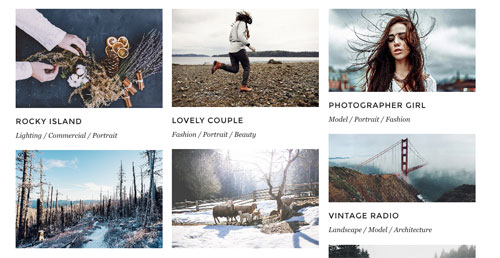 ROCKY ISLAND
Lighting / Commercial / Portrait
LOVELY COUPLE
Fashion / Portrait / Beauty
PHOTOGRAPHER GIRL
Model / Portrait / Fashion
VINTAGE RADIO
Landscape / Model / Architecture